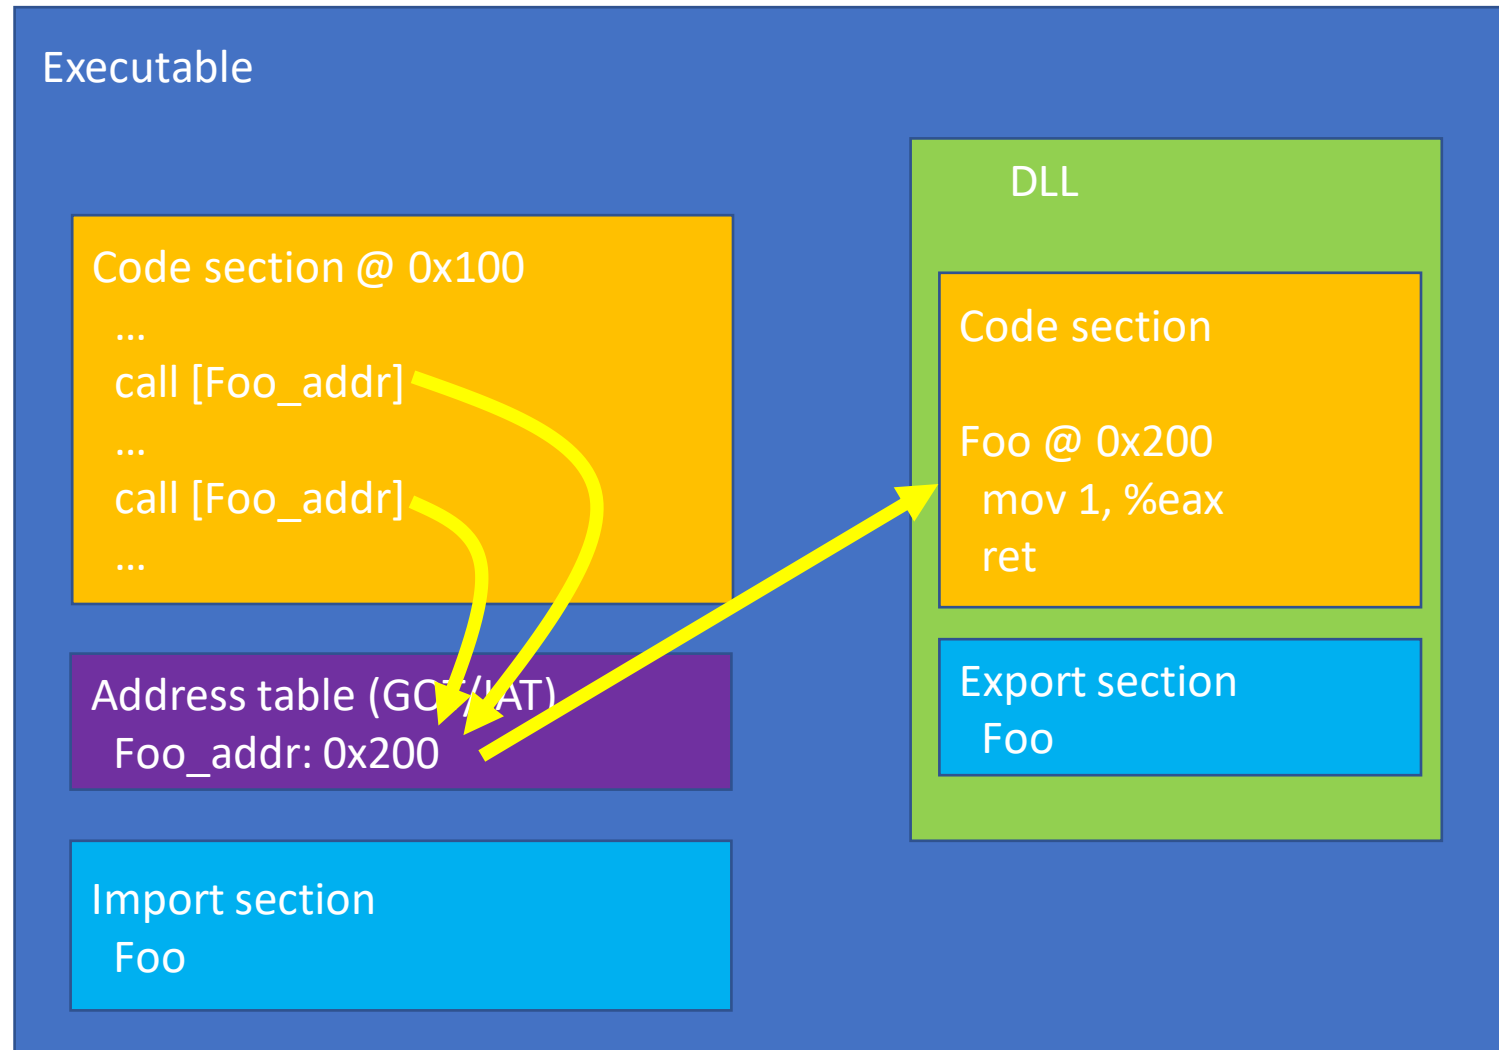 Executable
Code section @ 0x100
...
call [Foo_addr]
...
call [Foo_addr]
...
Address table (GOT/IAT)
Foo_addr: 0x200
Import section
Foo
DLL
Code section
Foo @ 0x200
mov 1, %eax
ret
Export section
Foo